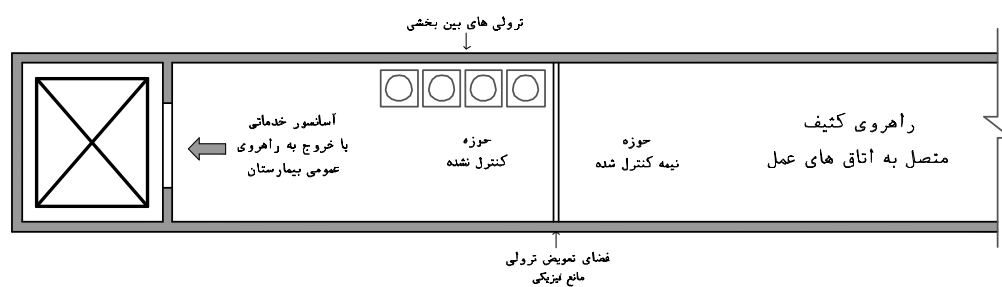 ترولی های بین بخشی
راهروی کثیف
متصل به اتاق های عمل
حوزه
نیمه کنترل شده
حوزه
کنترل نشده
آسانسور خدماتی
یا خروج به راهروی
عمومی بیمارستان
فضای تعویض ترولی
مانع فیزیکی